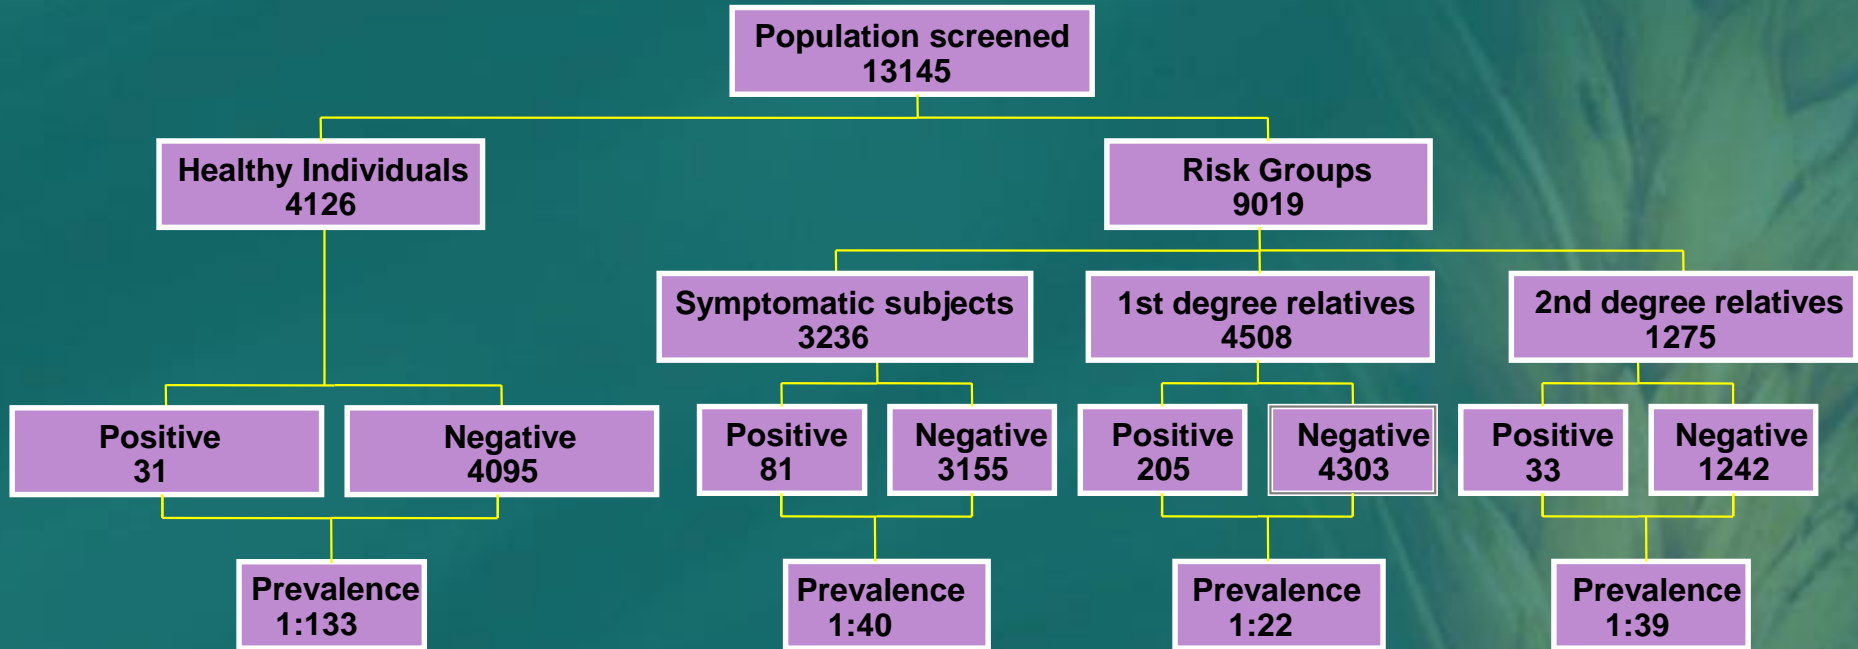 Population screened
13145
Healthy Individuals
4126
Risk Groups
9019
Symptomatic subjects
3236
1st degree relatives
4508
2nd degree relatives
1275
Positive
31
Negative
4095
Positive
81
Negative
3155
Positive
205
Negative
4303
Positive
33
Negative
1242
Prevalence
1:133
Prevalence
1:40
Prevalence
1:22
Prevalence
1:39